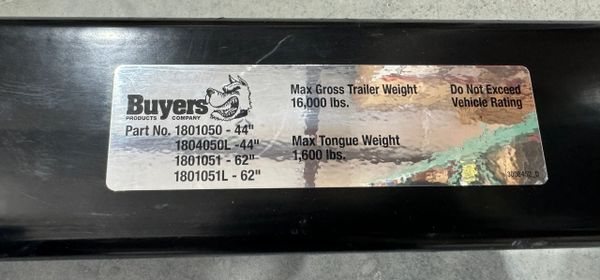 Buyers
PRODUCTS COMPANY
Part No. 1801050 - 44"
1804050L -44"
1801051 - 62"
1801051L - 62"
Max Gross Trailer Weight
16,000 lbs.
Max Tongue Weight
1,600 lbs.
Do Not Exceed
Vehicle Rating